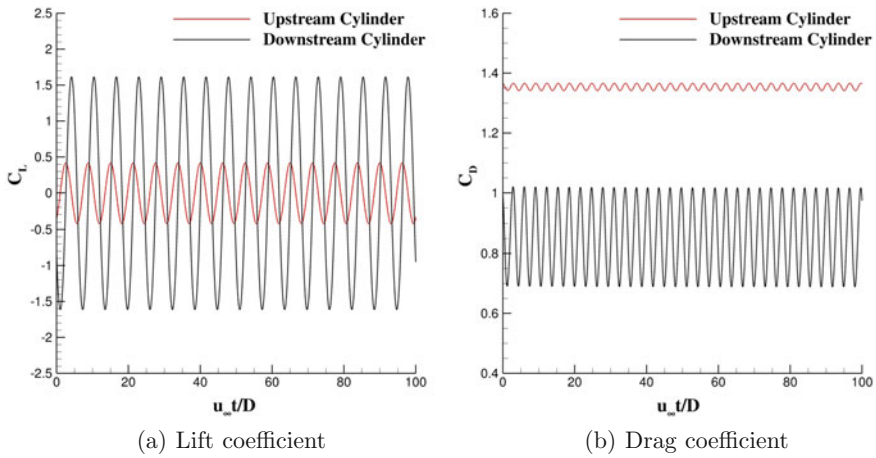 Upstream Cylinder
Downstream Cylinder
2.5
2
1.5
1
0.5
0
-0.5
-1
-1.5
-2
-2.5
C_L
0 20 40 60 80 100
u_∞t/D
(a) Lift coefficient
Upstream Cylinder
Downstream Cylinder
1.6
1.4
1.2
1
0.8
0.6
0.4
C_D
0 20 40 60 80 100
u_∞t/D
(b) Drag coefficient